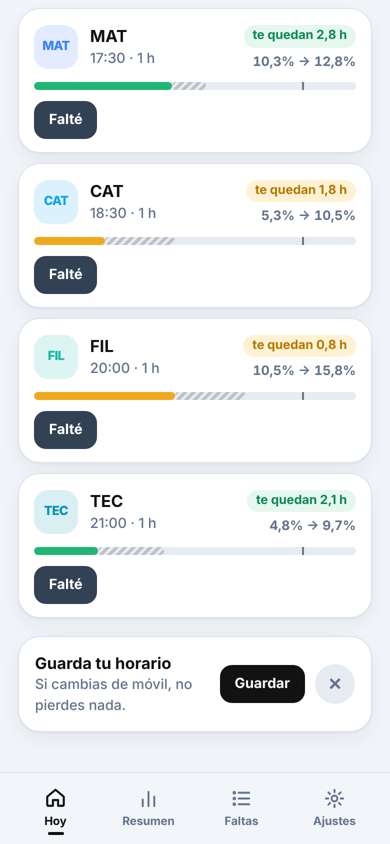 MAT
MAT
te quedan 2,8 h
17:30 · 1 h
10,3% → 12,8%
Falté
CAT
CAT
te quedan 1,8 h
18:30 · 1 h
5,3% → 10,5%
Falté
FIL
FIL
te quedan 0,8 h
20:00 · 1 h
10,5% → 15,8%
Falté
TEC
TEC
te quedan 2,1 h
21:00 · 1 h
4,8% → 9,7%
Falté
Guarda tu horario
Si cambias de móvil, no
pierdes nada.
Guardar
Hoy
Resumen
Faltas
Ajustes